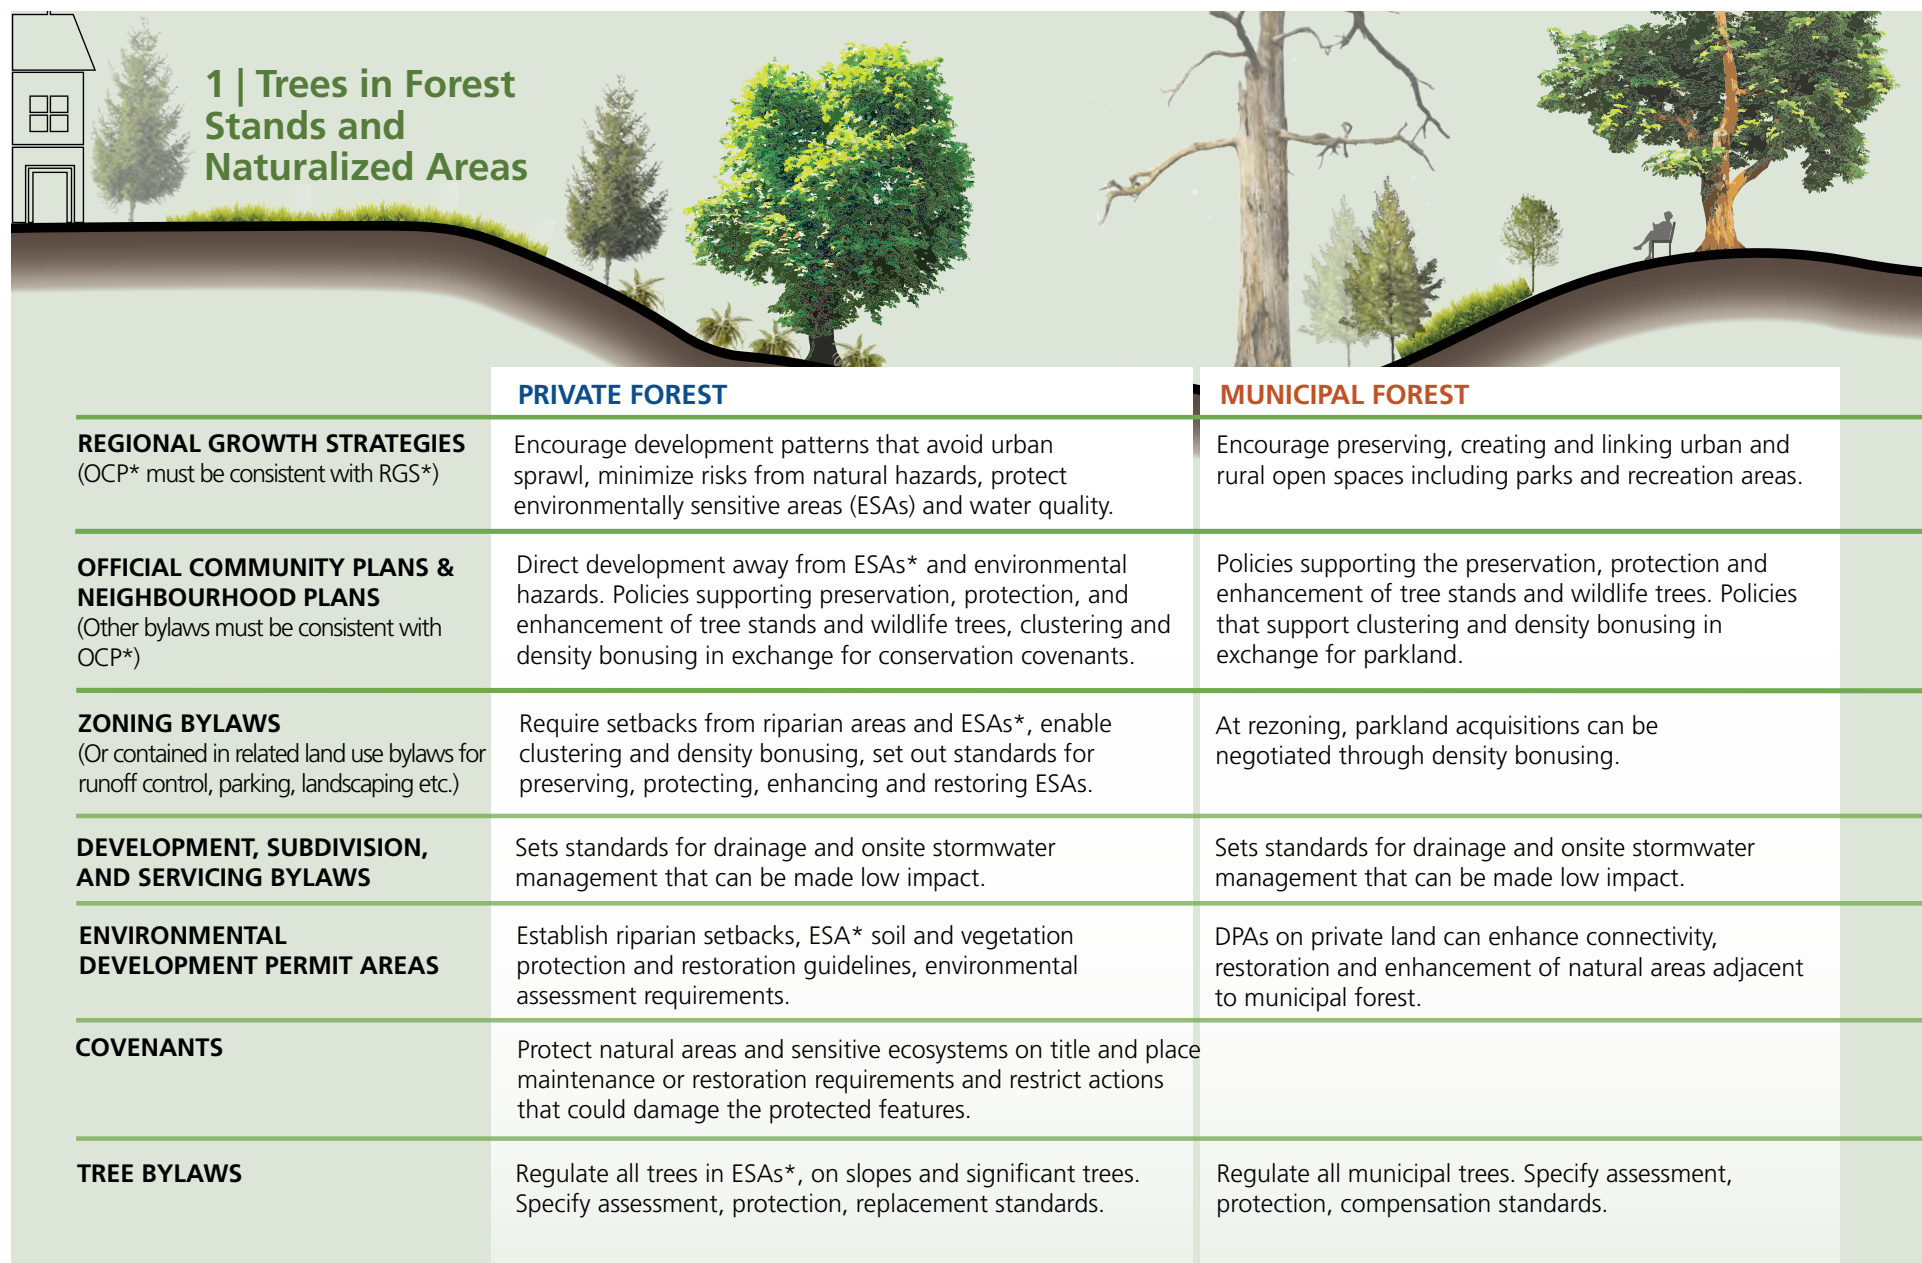 1 | Trees in Forest
Stands and
Naturalized Areas
PRIVATE FOREST
MUNICIPAL FOREST
REGIONAL GROWTH STRATEGIES
(OCP* must be consistent with RGS*)
Encourage development patterns that avoid urban
sprawl, minimize risks from natural hazards, protect
environmentally sensitive areas (ESAs) and water quality.
Encourage preserving, creating and linking urban and
rural open spaces including parks and recreation areas.
OFFICIAL COMMUNITY PLANS &
NEIGHBOURHOOD PLANS
(Other bylaws must be consistent with
OCP*)
Direct development away from ESAs* and environmental
hazards. Policies supporting preservation, protection, and
enhancement of tree stands and wildlife trees, clustering and
density bonusing in exchange for conservation covenants.
Policies supporting the preservation, protection and
enhancement of tree stands and wildlife trees. Policies
that support clustering and density bonusing in
exchange for parkland.
ZONING BYLAWS
(Or contained in related land use bylaws for
runoff control, parking, landscaping etc.)
Require setbacks from riparian areas and ESAs*, enable
clustering and density bonusing, set out standards for
preserving, protecting, enhancing and restoring ESAs.
At rezoning, parkland acquisitions can be
negotiated through density bonusing.
DEVELOPMENT, SUBDIVISION,
AND SERVICING BYLAWS
Sets standards for drainage and onsite stormwater
management that can be made low impact.
Sets standards for drainage and onsite stormwater
management that can be made low impact.
ENVIRONMENTAL
DEVELOPMENT PERMIT AREAS
Establish riparian setbacks, ESA* soil and vegetation
protection and restoration guidelines, environmental
assessment requirements.
DPAs on private land can enhance connectivity,
restoration and enhancement of natural areas adjacent
to municipal forest.
COVENANTS
Protect natural areas and sensitive ecosystems on title and place
maintenance or restoration requirements and restrict actions
that could damage the protected features.
TREE BYLAWS
Regulate all trees in ESAs*, on slopes and significant trees.
Specify assessment, protection, replacement standards.
Regulate all municipal trees. Specify assessment,
protection, compensation standards.